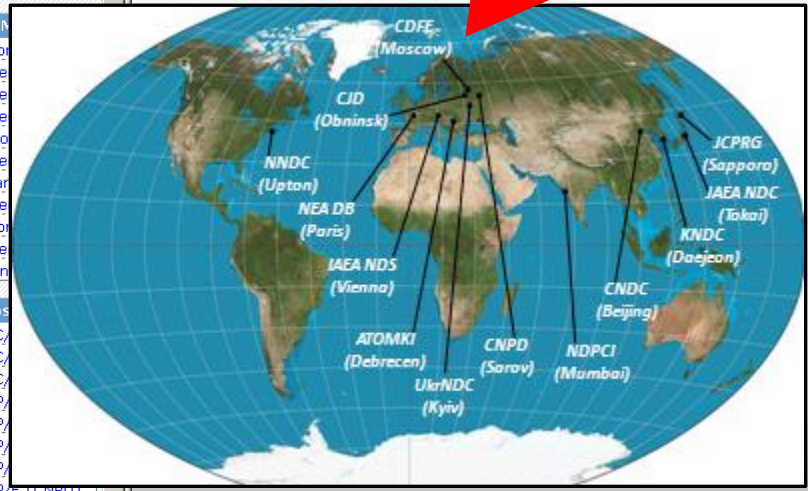 CDFE
(Moscow)
CJD
(Obninsk)
NNDC
(Upton)
NEA DB
(Paris)
IAEA NDS
(Vienna)
ATOMKI
(Debrecen)
UkrNDC
(Kyiv)
CNPD
(Sarov)
NDPCI
(Mumbai)
CNDC
(Beijing)
KNDC
(Daejeon)
JAEA NDC
(Tokai)
JCPRG
(Sapporo)